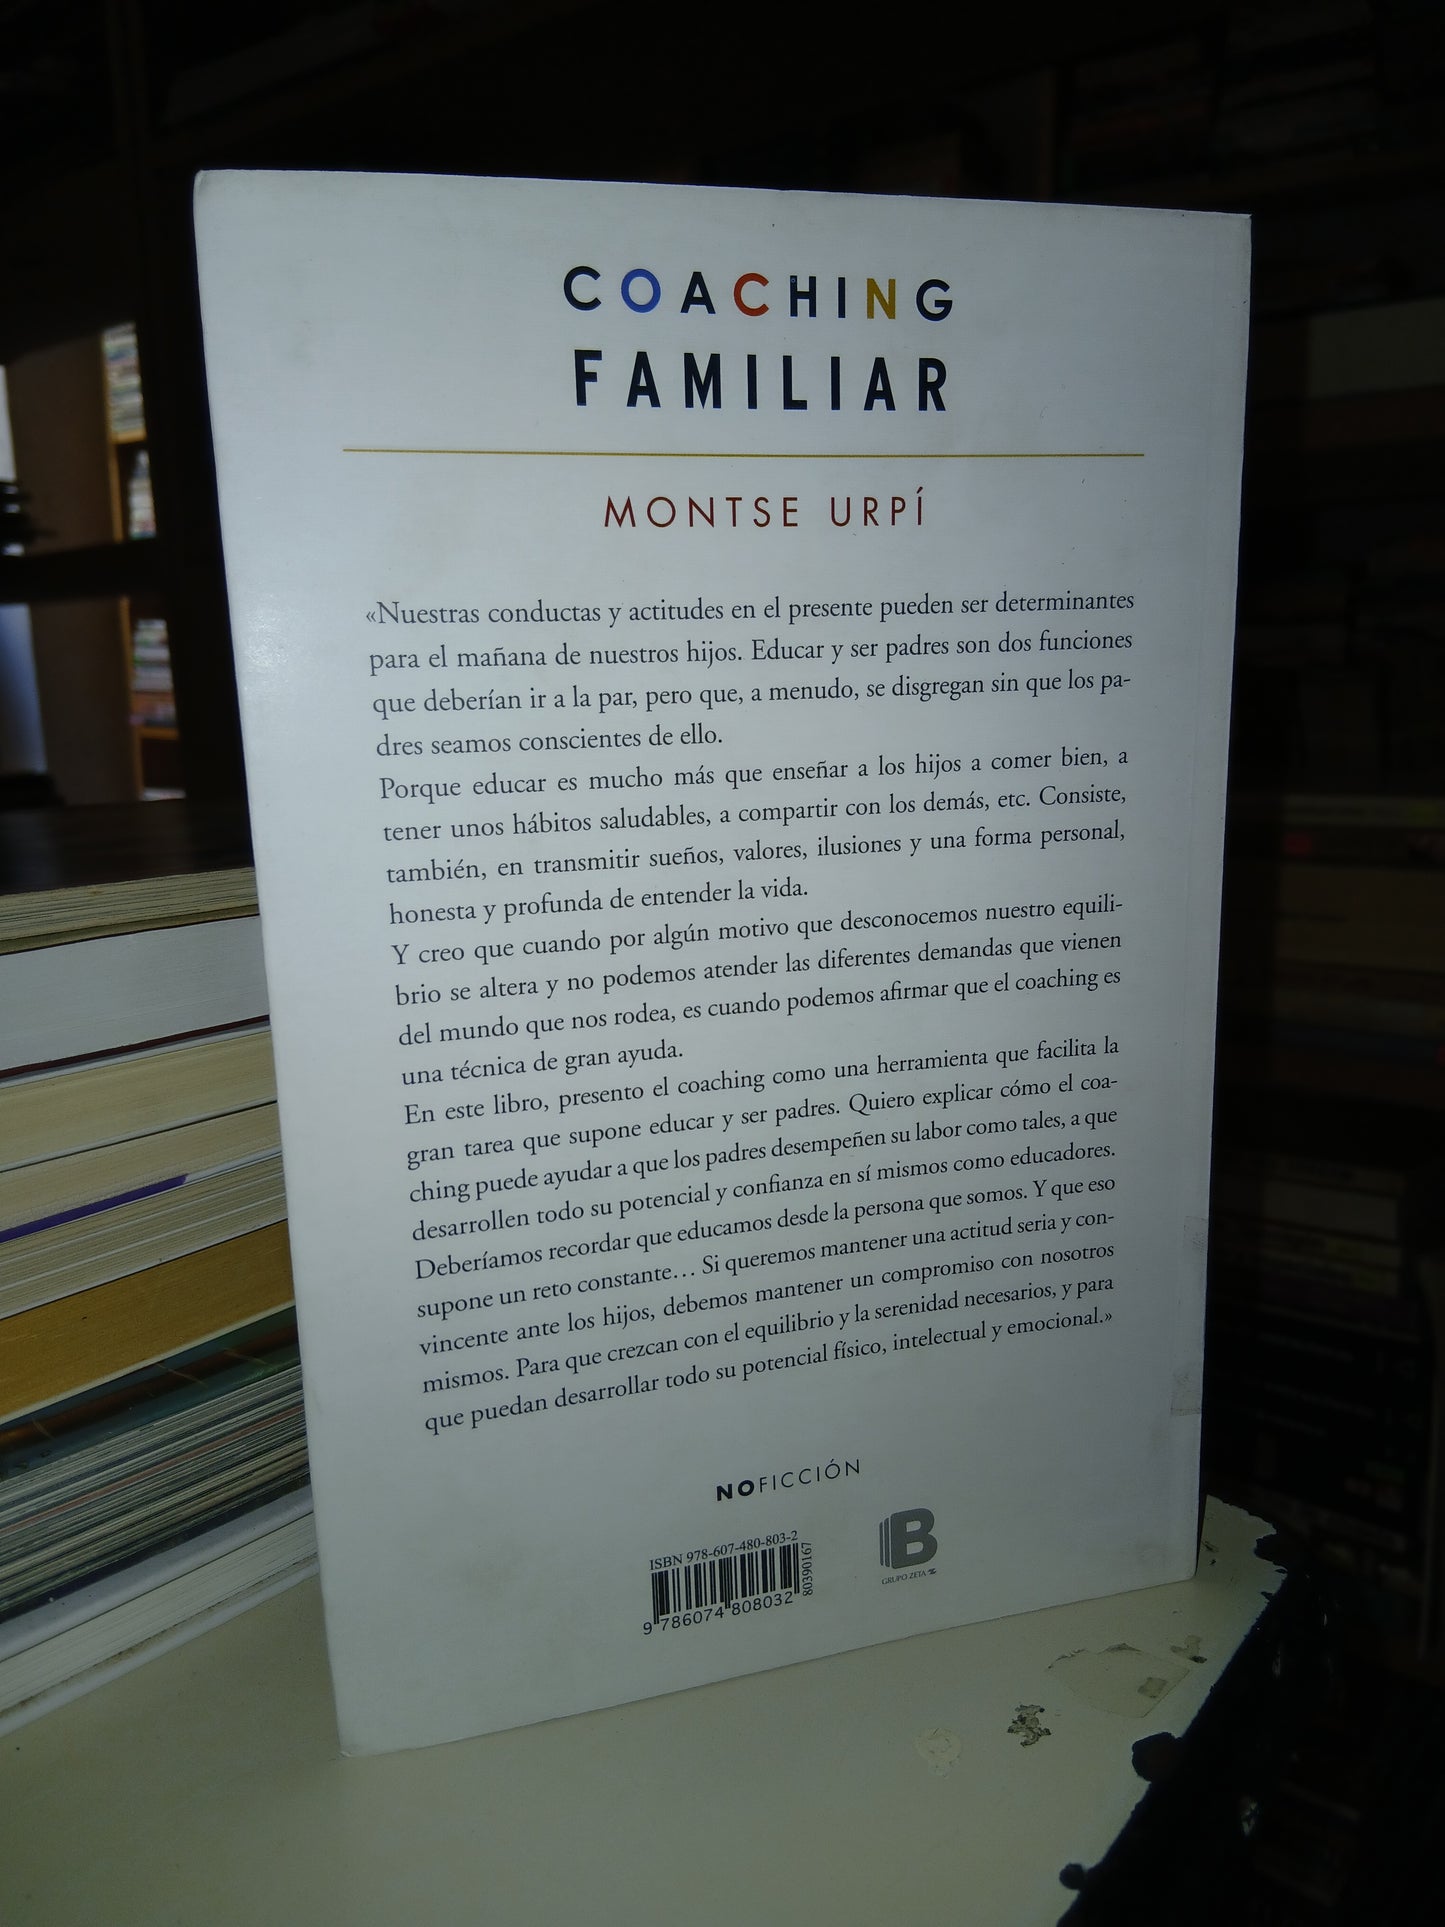 COACHING
FAMILIAR
MONTSE URPÍ
«Nuestras conductas y actitudes en el presente pueden ser determinantes
para el mañana de nuestros hijos. Educar y ser padres son dos funciones
que deberían ir a la par, pero que, a menudo, se disgregan sin que los pa-
dres seamos conscientes de ello.
Porque educar es mucho más que enseñar a los hijos a comer bien, a
tener unos hábitos saludables, a compartir con los demás, etc. Consiste,
también, en transmitir sueños, valores, ilusiones y una forma personal,
honesta y profunda de entender la vida.
Y creo que cuando por algún motivo que desconocemos nuestro equili-
brio se altera y no podemos atender las diferentes demandas que vienen
del mundo que nos rodea, es cuando podemos afirmar que el coaching es
una técnica de gran ayuda.
En este libro, presento el coaching como una herramienta que facilita la
gran tarea que supone educar y ser padres. Quiero explicar cómo el coa-
ching puede ayudar a que los padres desempeñen su labor como tales, a que
desarrollen todo su potencial y confianza en sí mismos como educadores.
Deberíamos recordar que educamos desde la persona que somos. Y que eso
supone un reto constante… Si queremos mantener una actitud seria y con-
vincente ante los hijos, debemos mantener un compromiso con nosotros
mismos. Para que crezcan con el equilibrio y la serenidad necesarios, y para
que puedan desarrollar todo su potencial físico, intelectual y emocional.»
NOFICCIÓN
ISBN 978-607-480-803-2
80390167
9 786074 808032
B
GRUPO ZETA